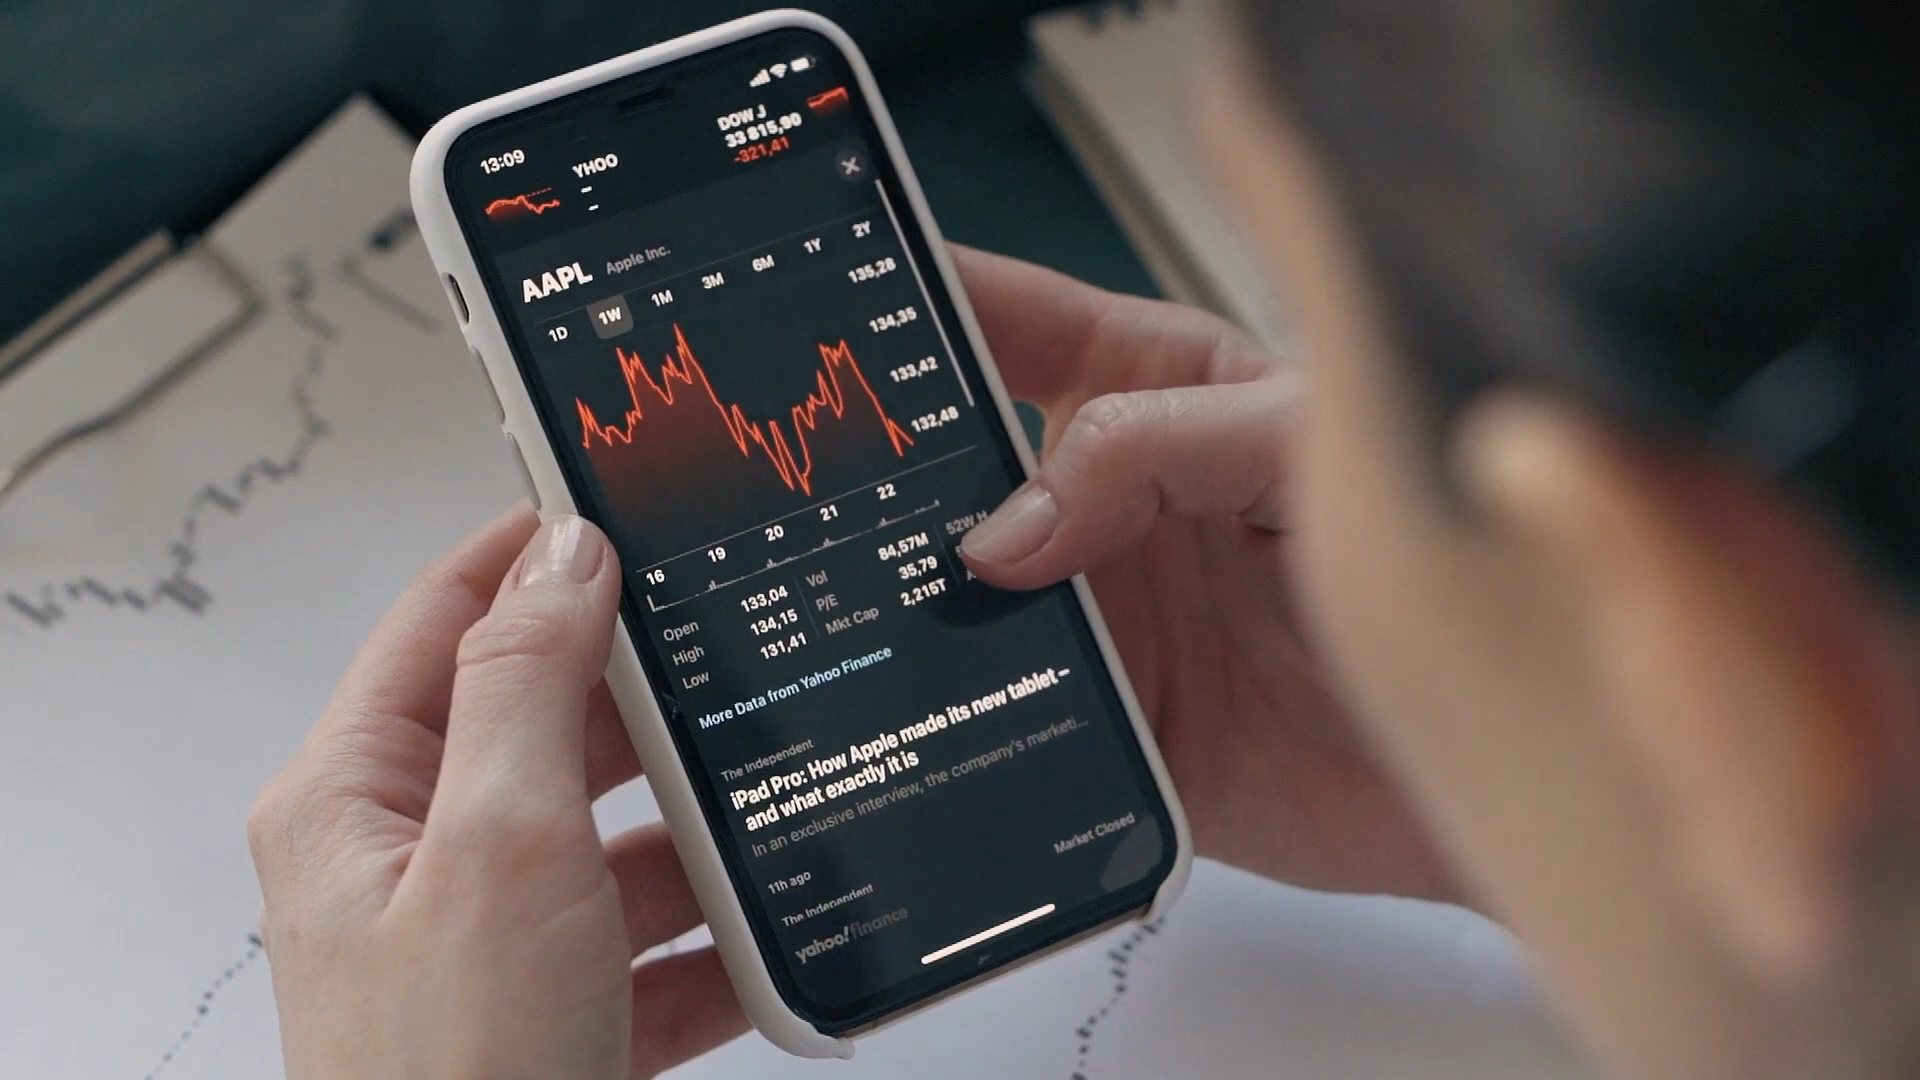 13:09
YHOO
-
-
DOW J
33 815,90
-321,41
AAPL Apple Inc.
1D 1W 1M 3M 6M 1Y 2Y
135,28
134,35
133,42
132,48
16 19 20 21 22
Open 133,04 Vol 84,57M 52W H
High 134,15 P/E 35,79
Low 131,41 Mkt Cap 2,215T
More Data from Yahoo Finance
The Independent
iPad Pro: How Apple made its new tablet –
and what exactly it is
In an exclusive interview, the company's marketi...
11h ago
Market Closed
The Independent
yahoo!finance